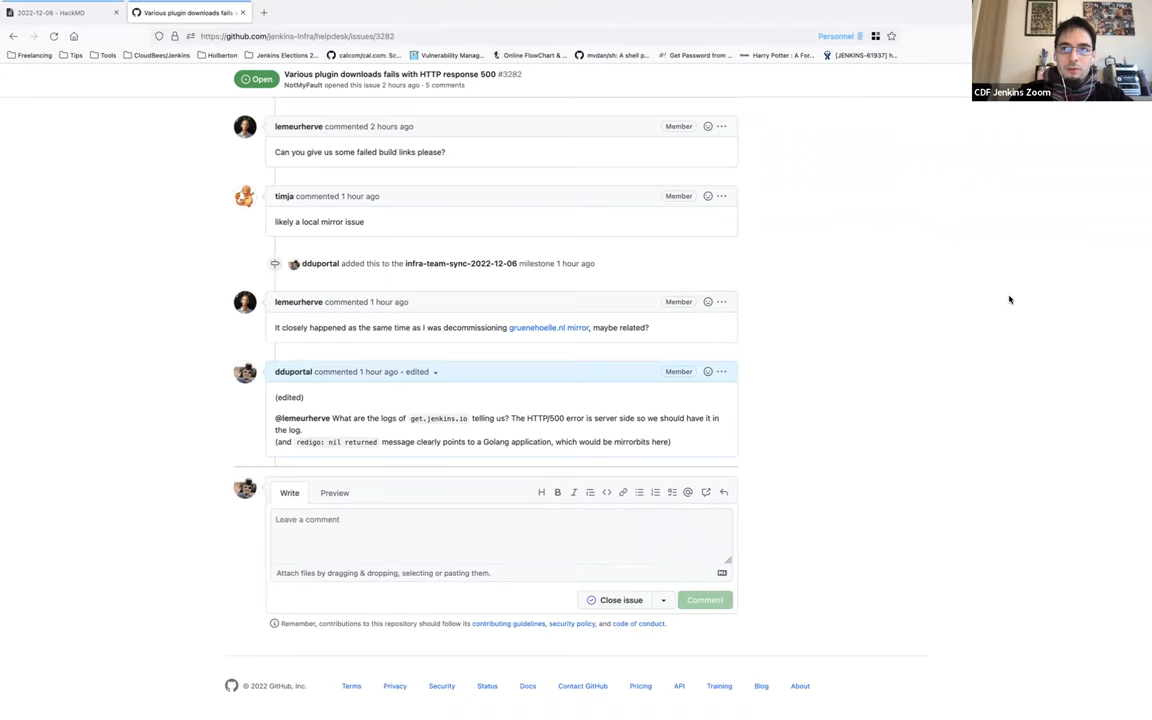 2022-12-06 - HackMD
Various plugin downloads fails
https://github.com/jenkins-infra/helpdesk/issues/3282
Personnel
Freelancing
Tips
Tools
CloudBees/Jenkins
Holberton
Jenkins Elections 2...
calcom/cal.com: Sc...
Vulnerability Manag...
Online FlowChart & ...
mvdan/sh: A shell p...
Get Password from ...
Harry Potter : A For...
[JENKINS-61937] h...
CDF Jenkins Zoom
Open
Various plugin downloads fails with HTTP response 500 #3282
NotMyFault opened this issue 2 hours ago · 5 comments
lemeurherve commented 2 hours ago
Member
Can you give us some failed build links please?
timja commented 1 hour ago
Member
likely a local mirror issue
dduportal added this to the infra-team-sync-2022-12-06 milestone 1 hour ago
lemeurherve commented 1 hour ago
Member
It closely happened as the same time as I was decommissioning gruenehoelle.nl mirror, maybe related?
dduportal commented 1 hour ago · edited
Member
(edited)
@lemeurherve What are the logs of get.jenkins.io telling us? The HTTP/500 error is server side so we should have it in
the log.
(and redigo: nil returned message clearly points to a Golang application, which would be mirrorbits here)
Write
Preview
Leave a comment
Attach files by dragging & dropping, selecting or pasting them.
Close issue
Comment
Remember, contributions to this repository should follow its contributing guidelines, security policy, and code of conduct.
© 2022 GitHub, Inc.
Terms
Privacy
Security
Status
Docs
Contact GitHub
Pricing
API
Training
Blog
About